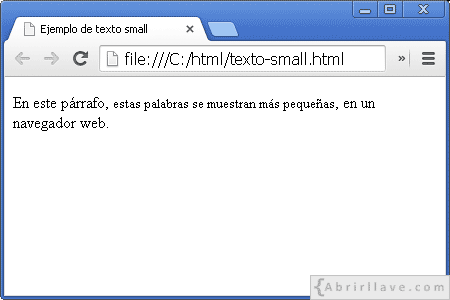 Ejemplo de texto small
file:///C:/html/texto-small.html
En este párrafo, estas palabras se muestran más pequeñas, en un
navegador web.
{Abrirllave.com